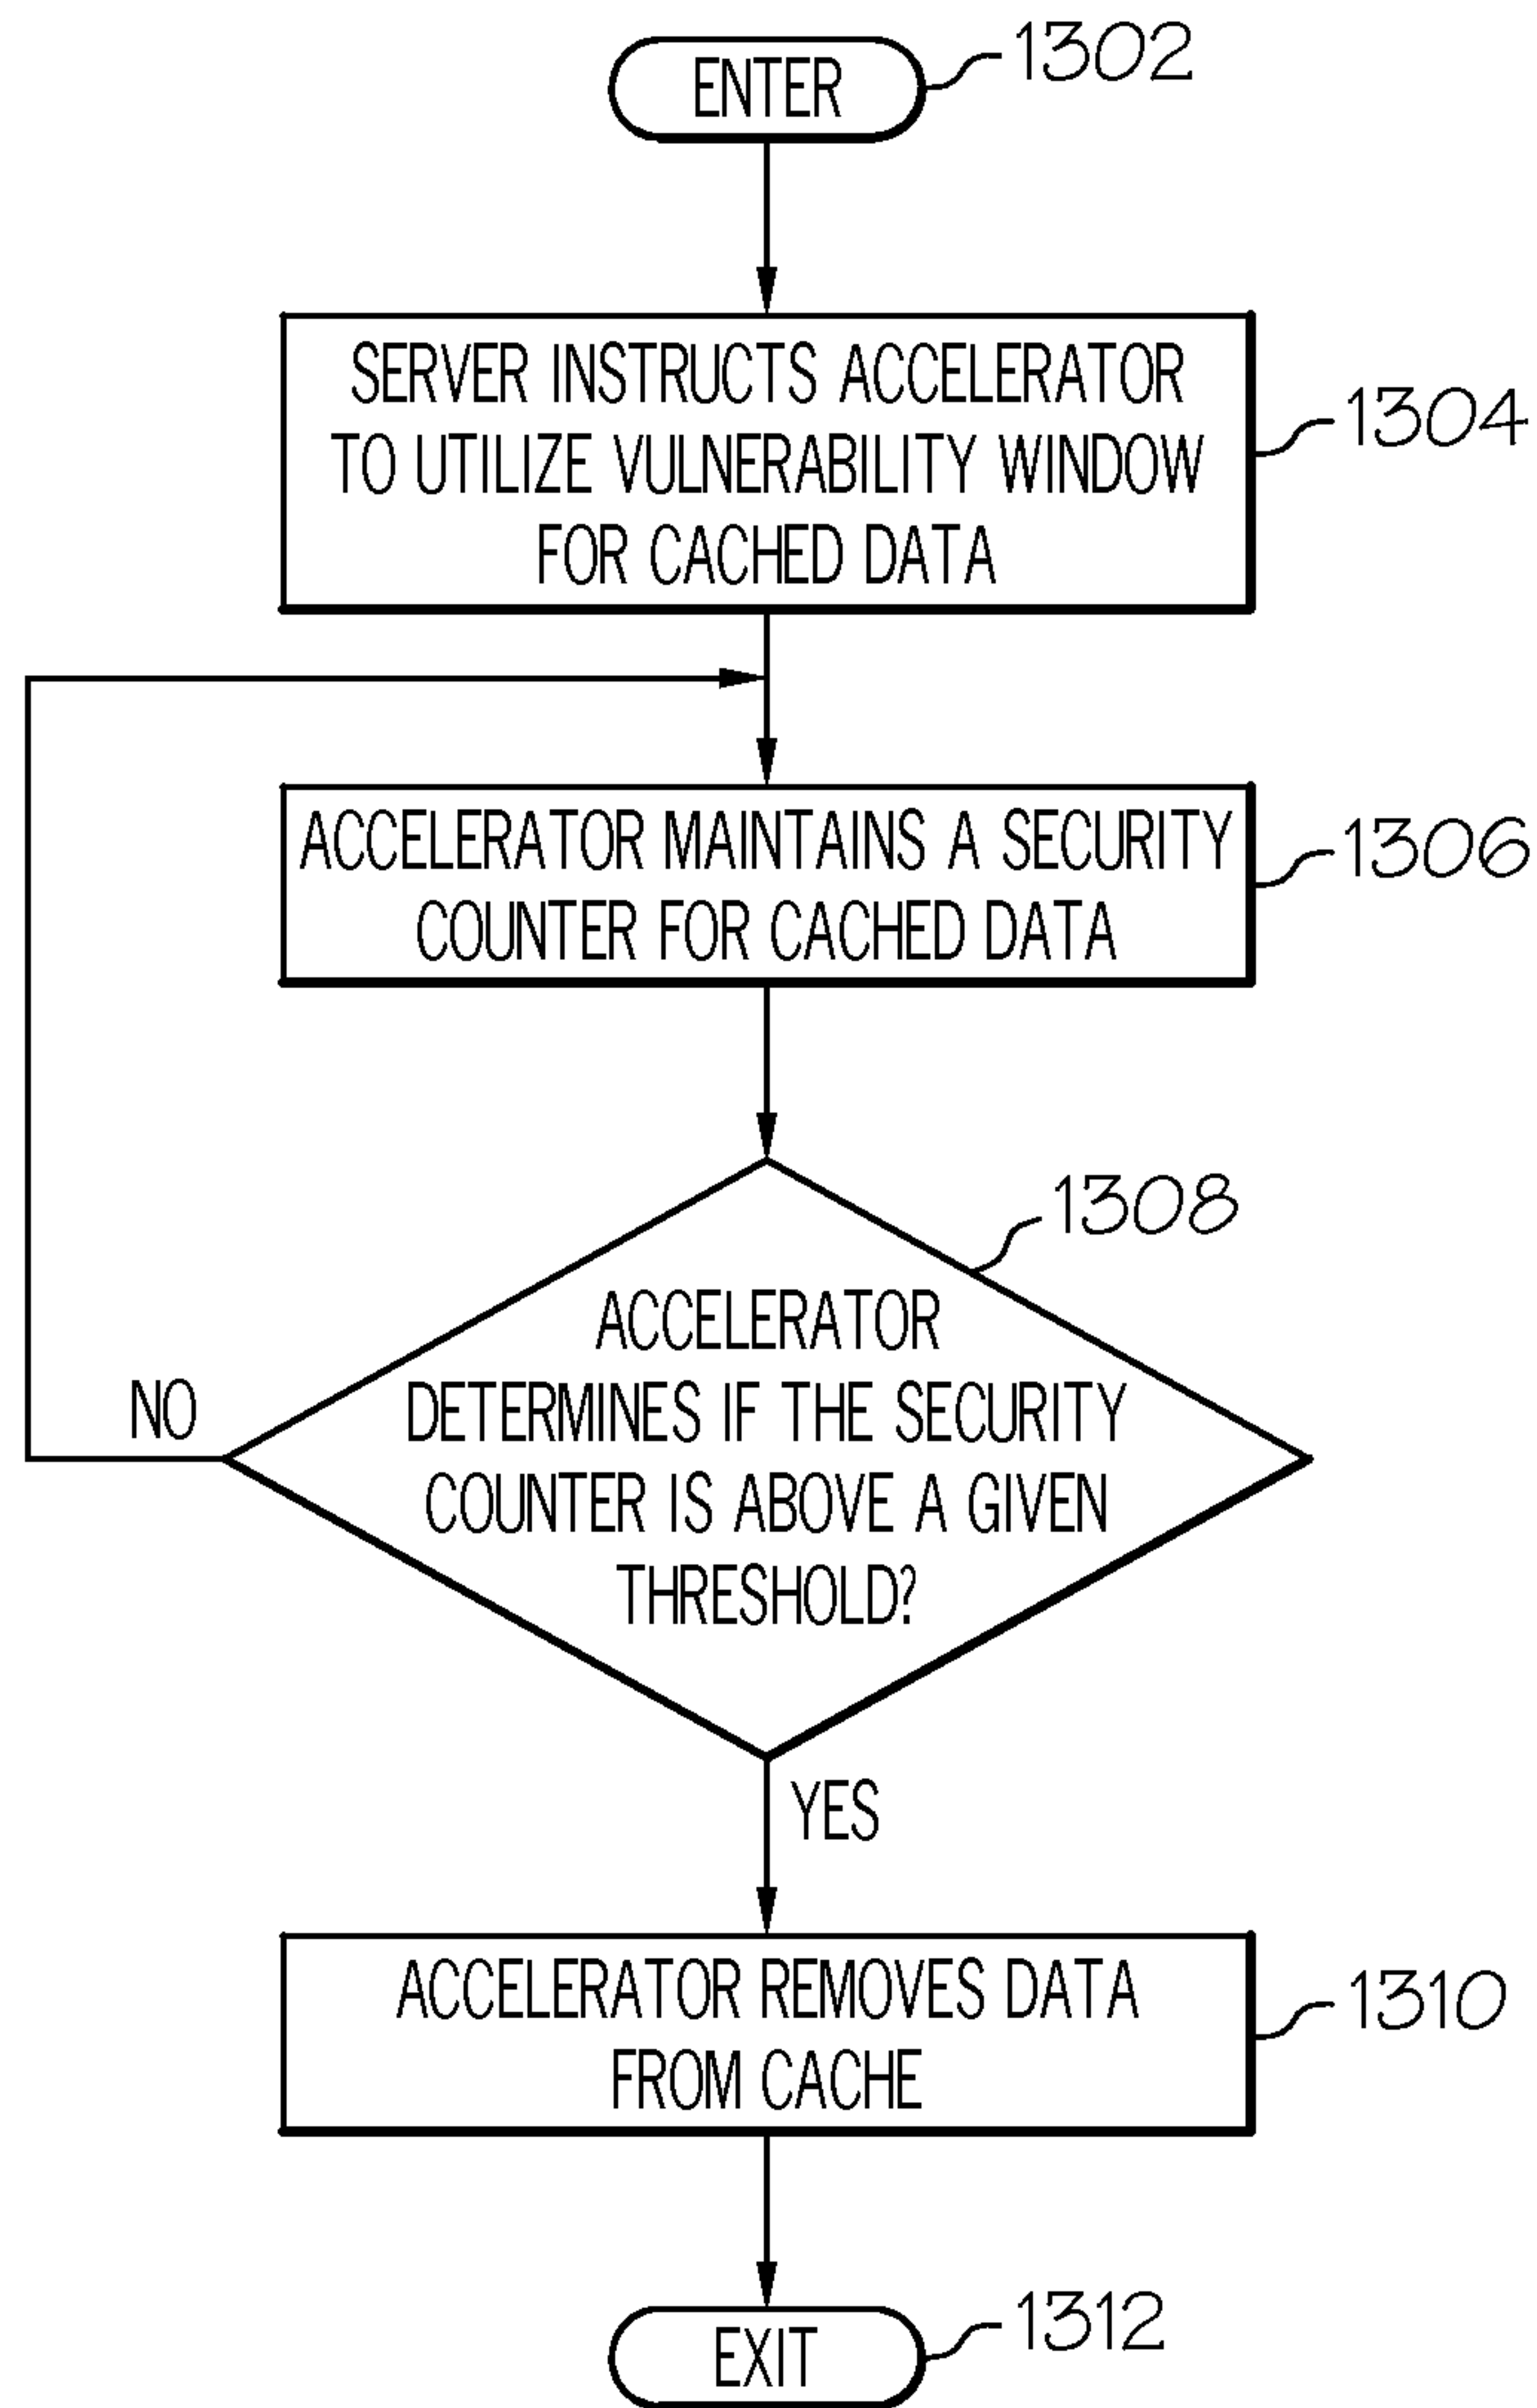 ENTER
1302
SERVER INSTRUCTS ACCELERATOR
TO UTILIZE VULNERABILITY WINDOW
FOR CACHED DATA
1304
ACCELERATOR MAINTAINS A SECURITY
COUNTER FOR CACHED DATA
1306
1308
ACCELERATOR
DETERMINES IF THE SECURITY
COUNTER IS ABOVE A GIVEN
THRESHOLD?
NO
YES
ACCELERATOR REMOVES DATA
FROM CACHE
1310
EXIT
1312